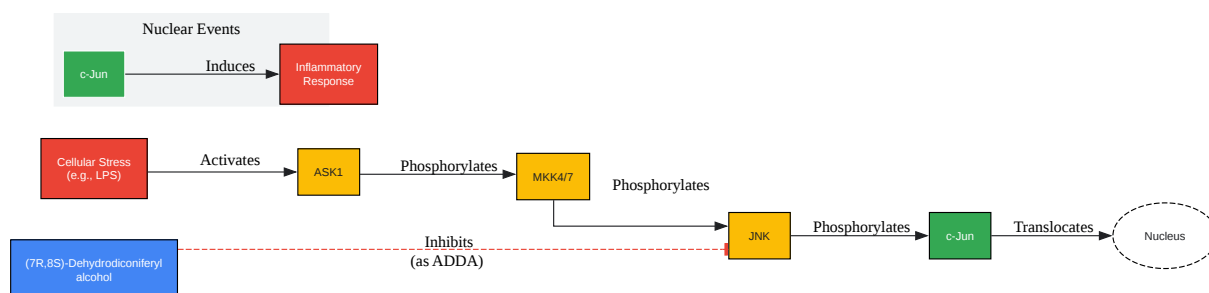 Nuclear Events
c-Jun
Induces
Inflammatory
Response
Cellular Stress
(e.g., LPS)
Activates
ASK1
Phosphorylates
MKK4/7
Phosphorylates
JNK
Phosphorylates
c-Jun
Translocates
Nucleus
(7R,8S)-Dehydrodiconiferyl
alcohol
Inhibits
(as ADDA)